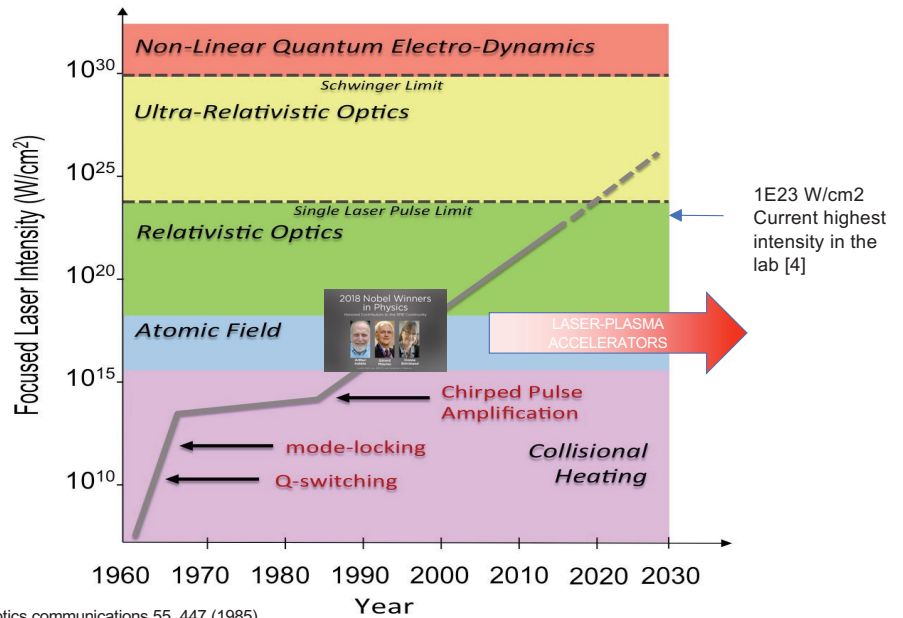 Non-Linear Quantum Electro-Dynamics
10³⁰
Schwinger Limit
Ultra-Relativistic Optics
10²⁵
Single Laser Pulse Limit
Relativistic Optics
1E23 W/cm2
Current highest
intensity in the
lab [4]
10²⁰
2018 Nobel Winners
in Physics
Atomic Field
LASER-PLASMA
ACCELERATORS
10¹⁵
Chirped Pulse
Amplification
mode-locking
Collisional
Heating
Q-switching
10¹⁰
Focused Laser Intensity (W/cm²)
1960 1970 1980 1990 2000 2010 2020 2030
Year
optics communications 55, 447 (1985)